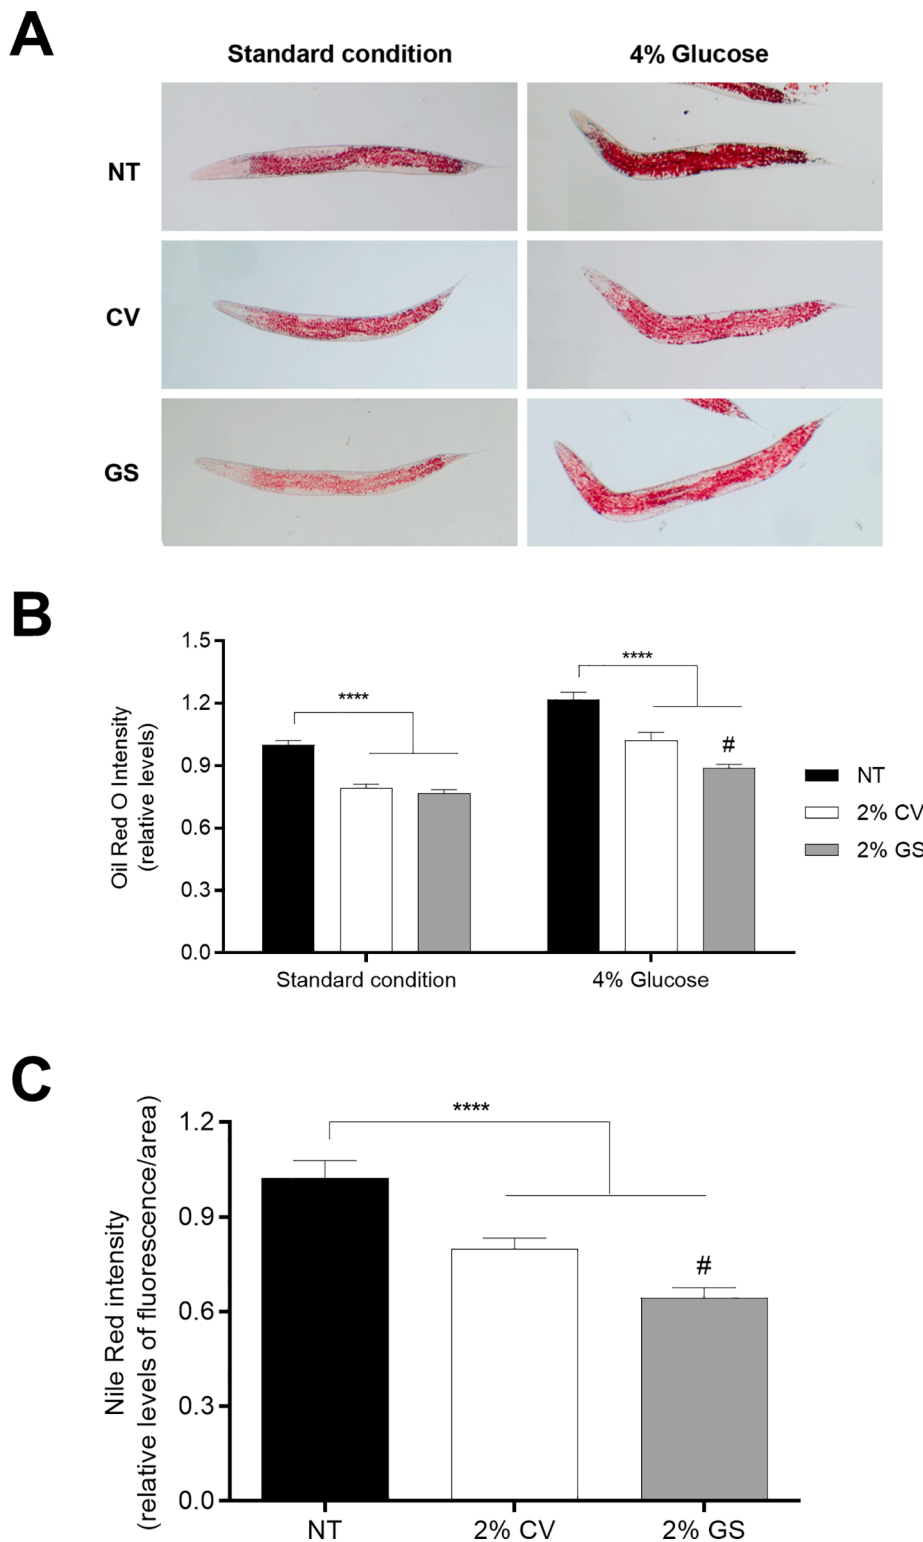 A
Standard condition
4% Glucose
NT
CV
GS
B
Oil Red O Intensity
(relative levels)
1.5
1.2
0.9
0.6
0.3
0.0
****
****
#
Standard condition
4% Glucose
NT
2% CV
2% GS
C
Nile Red intensity
(relative levels of fluorescence/area)
1.2
0.9
0.6
0.3
0.0
****
#
NT
2% CV
2% GS